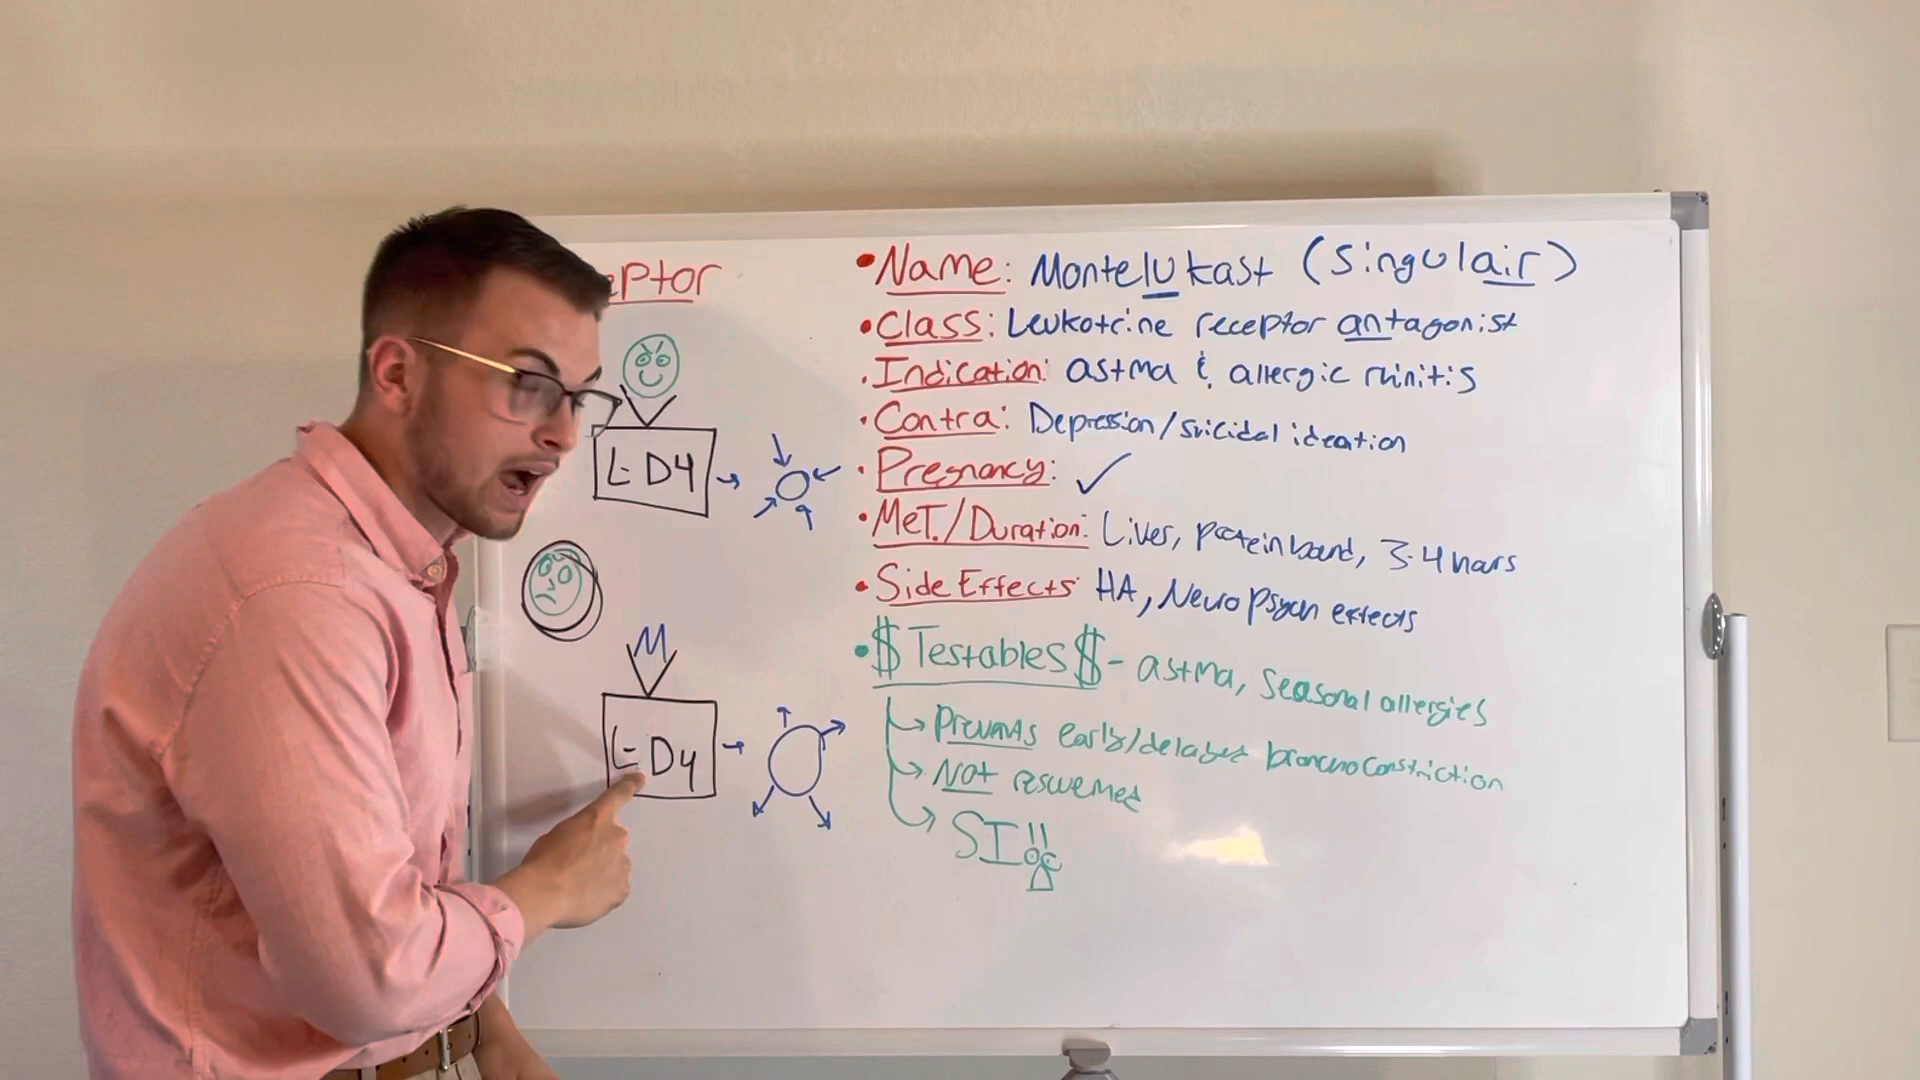 eptor
L-D4
M
L-D4
•Name: Montelukast (Singulair)
•Class: Leukotrine receptor antagonist
.Indication: astma & allergic rhinitis
•Contra: Depression/suicidal ideation
•Pregnancy: ✓
•MeT./Duration: Liver, protein bound, 3-4 hours
•Side Effects: HA, Neuro psych effects
•$Testables$ - astma, seasonal allergies
Prevents early/delayed bronchoconstriction
Not rescue med
SI!!